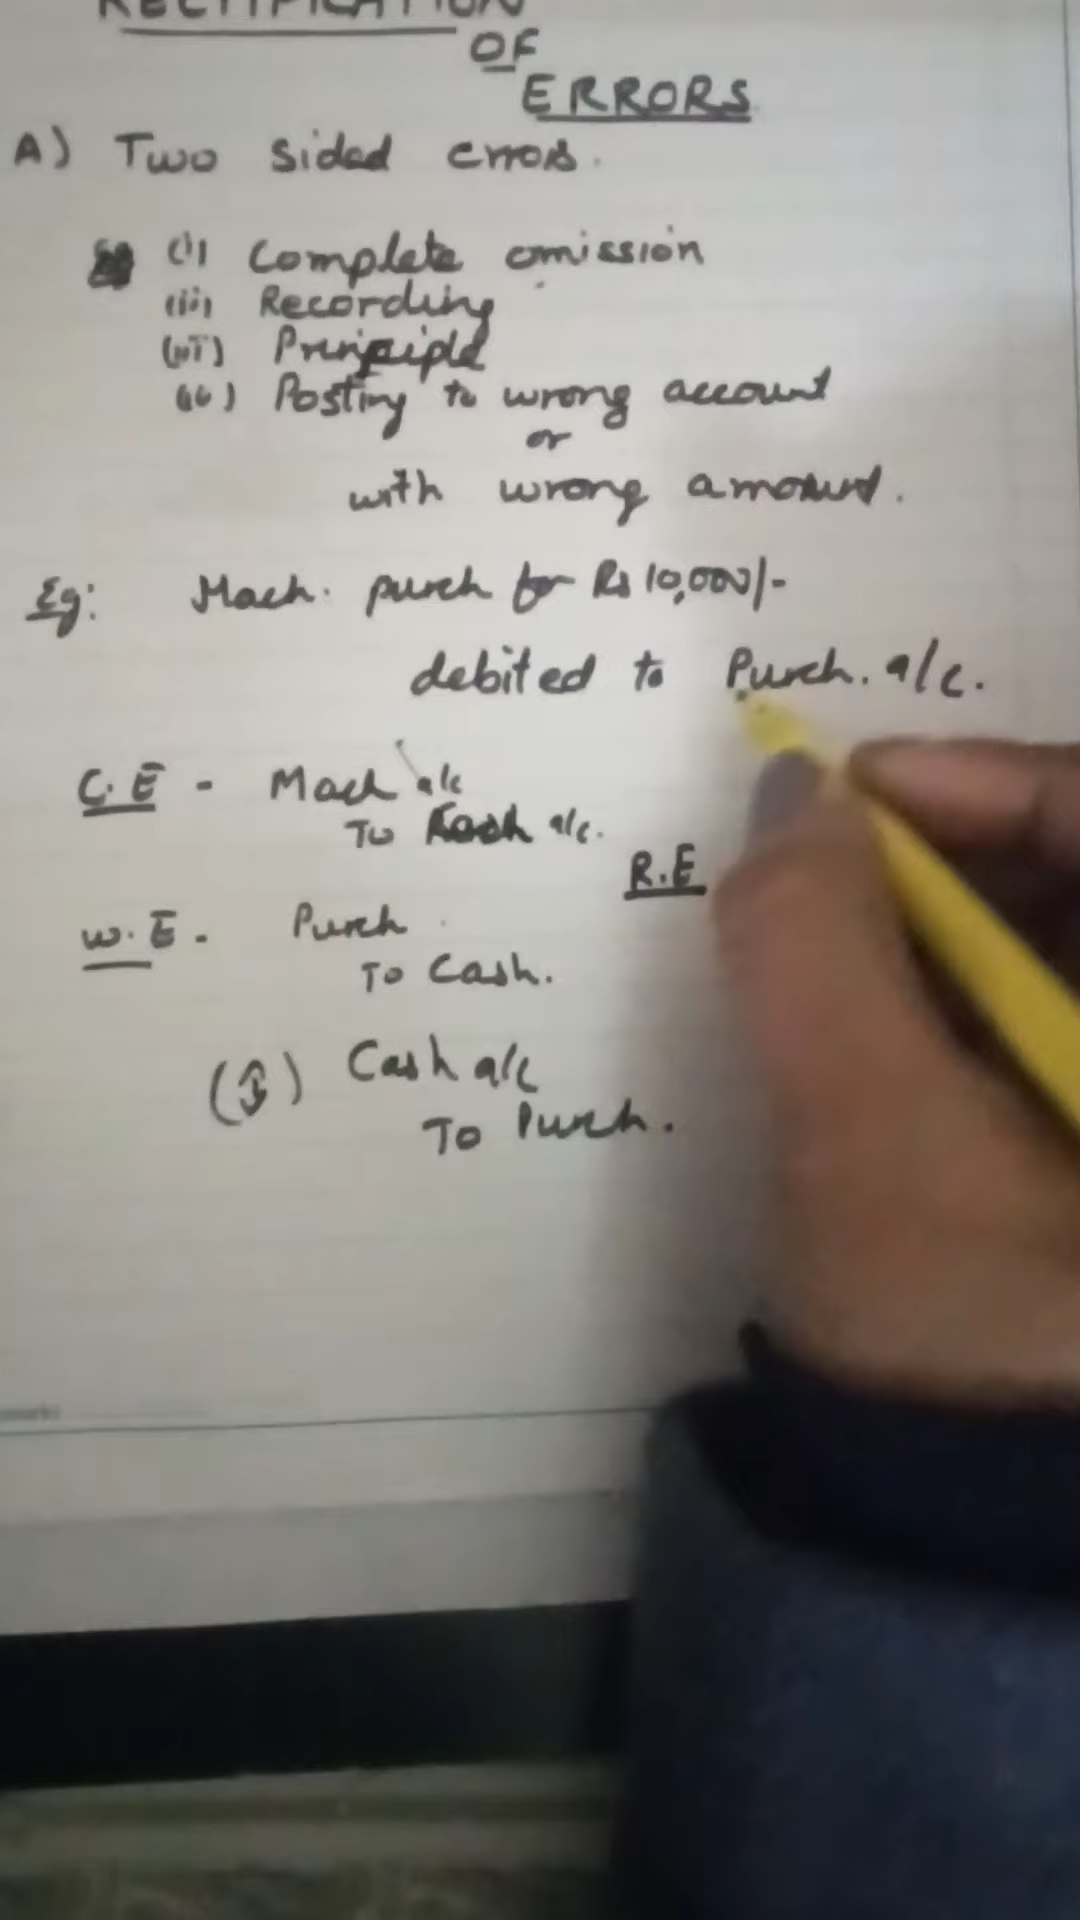 RECTIFICATION
OF
ERRORS
A) Two sided errors.
(i) Complete omission
(ii) Recording
(iii) Principle
(iv) Posting to wrong account
or
with wrong amount.
Eg: Mach. purch for Rs 10,000/-
debited to Purch. a/c.
C.E - Mach a/c
To Cash a/c.
R.E
W.E. Purch
To Cash.
Cash a/c
To Purch.